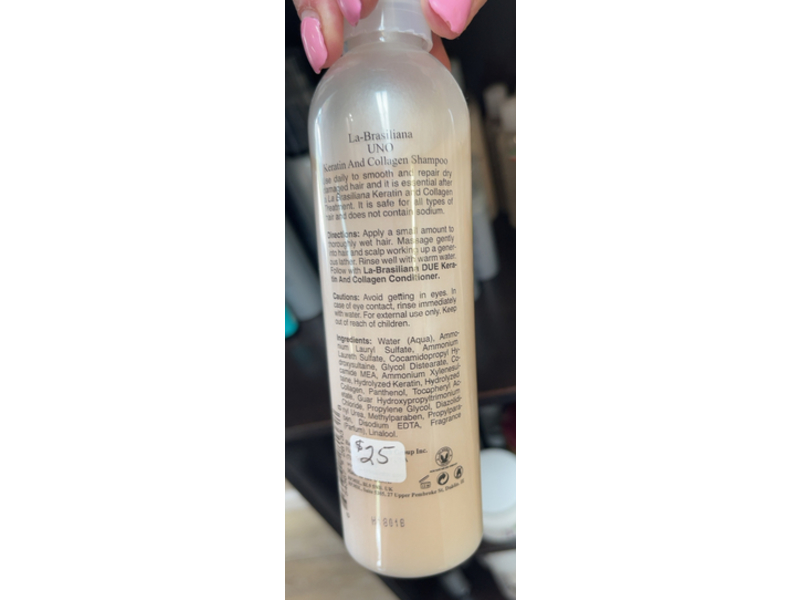 La-Brasiliana
UNO
Keratin And Collagen Shampoo
daily to smooth and repair dry
damaged hair and it is essential after
La Brasiliana Keratin and Collagen
Treatment. It is safe for all types of
hair and does not contain sodium.
Directions: Apply a small amount to
thoroughly wet hair. Massage gently
into hair and scalp working up a gener-
ous lather. Rinse well with warm water.
Follow with La-Brasiliana DUE Kera-
tin And Collagen Conditioner.
Cautions: Avoid getting in eyes. In
case of eye contact, rinse immediately
with water. For external use only. Keep
out of reach of children.
Ingredients: Water (Aqua), Ammo-
nium Lauryl Sulfate, Ammonium
Laureth Sulfate, Cocamidopropyl Hy-
droxysultaine, Glycol Distearate, Co-
camide MEA, Ammonium Xylenesul-
Hydrolyzed Keratin, Hydrolyzed
Collagen, Panthenol, Tocopheryl Ac-
etate, Guar Hydroxypropyltrimonium
Chloride, Propylene Glycol, Diazolid-
inyl Urea, Methylparaben, Propylpara-
ben, Disodium EDTA, Fragrance
(Parfum), Linalool.
$25
oup Inc.